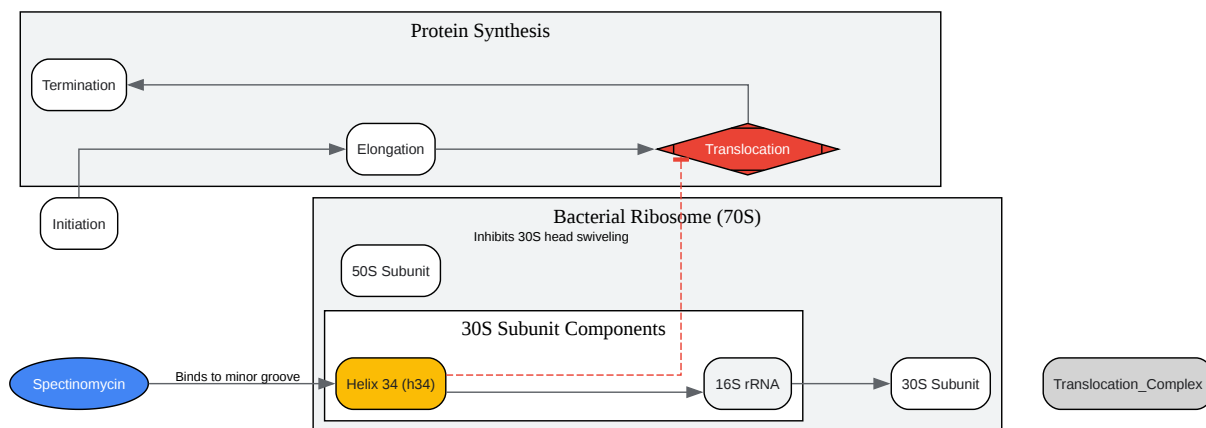 Protein Synthesis
Termination
Elongation
Translocation
Initiation
Bacterial Ribosome (70S)
Inhibits 30S head swiveling
50S Subunit
30S Subunit Components
Spectinomycin
Binds to minor groove
Helix 34 (h34)
16S rRNA
30S Subunit
Translocation_Complex